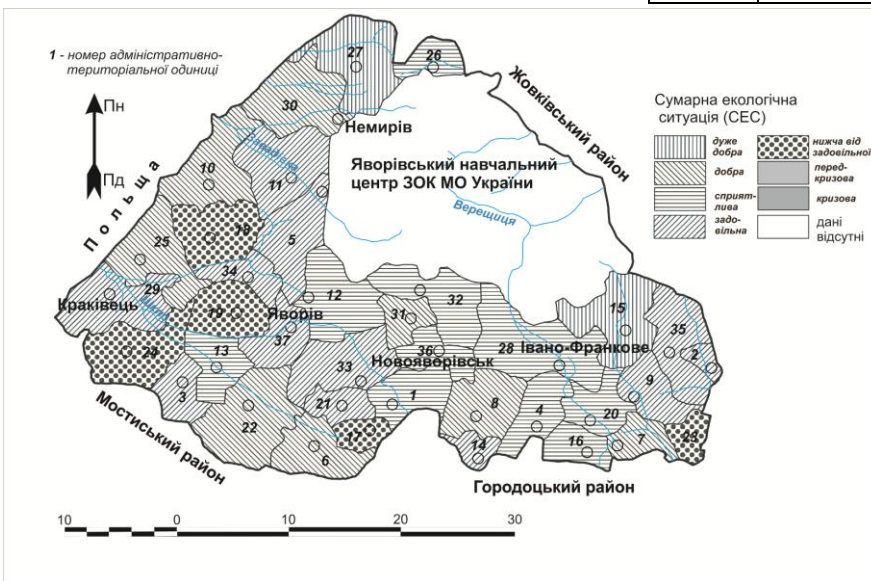 1 - номер адміністративно-
територіальної одиниці
Пн
Пд
Польща
Жовківський район
Мостиський район
Городоцький район
Яворівський навчальний
центр ЗОК МО України
Верещиця
Завадівка
Шкло
Немирів
Краківець
Яворів
Новояворівськ
Івано-Франкове
27
26
30
10
11
18
5
25
34
29
12
32
15
19
31
35
37
24
13
36
28
2
33
9
3
21
1
8
4
20
22
17
14
16
7
23
6
Сумарна екологічна
ситуація (СЕС)
дуже
добра
добра
сприят-
лива
задо-
вільна
нижча від
задовільної
перед-
кризова
кризова
дані
відсутні
10 0 10 20 30